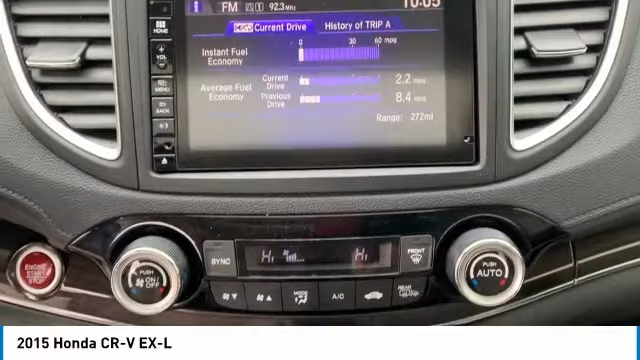 FM 92.3 MHz 10:05
Current Drive History of TRIP A
0 30 60 mpg
Instant Fuel
Economy
Average Fuel
Economy
Current
Drive
2.2 mpg
Previous
Drive
8.4 mpg
Range: 272mi
HOME
VOL
MENU
BACK
ENGINE
START
STOP
PUSH
ON/
OFF
SYNC
Hi Hi
FRONT
PUSH
AUTO
MODE
A/C
REAR
2015 Honda CR-V EX-L